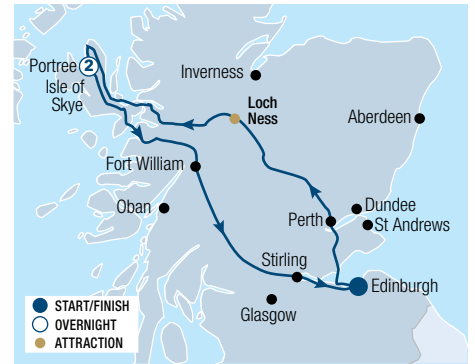 Portree 2
Isle of
Skye
Inverness
Loch
Ness
Aberdeen
Fort William
Oban
Perth
Dundee
St Andrews
Stirling
Edinburgh
Glasgow
START/FINISH
OVERNIGHT
ATTRACTION